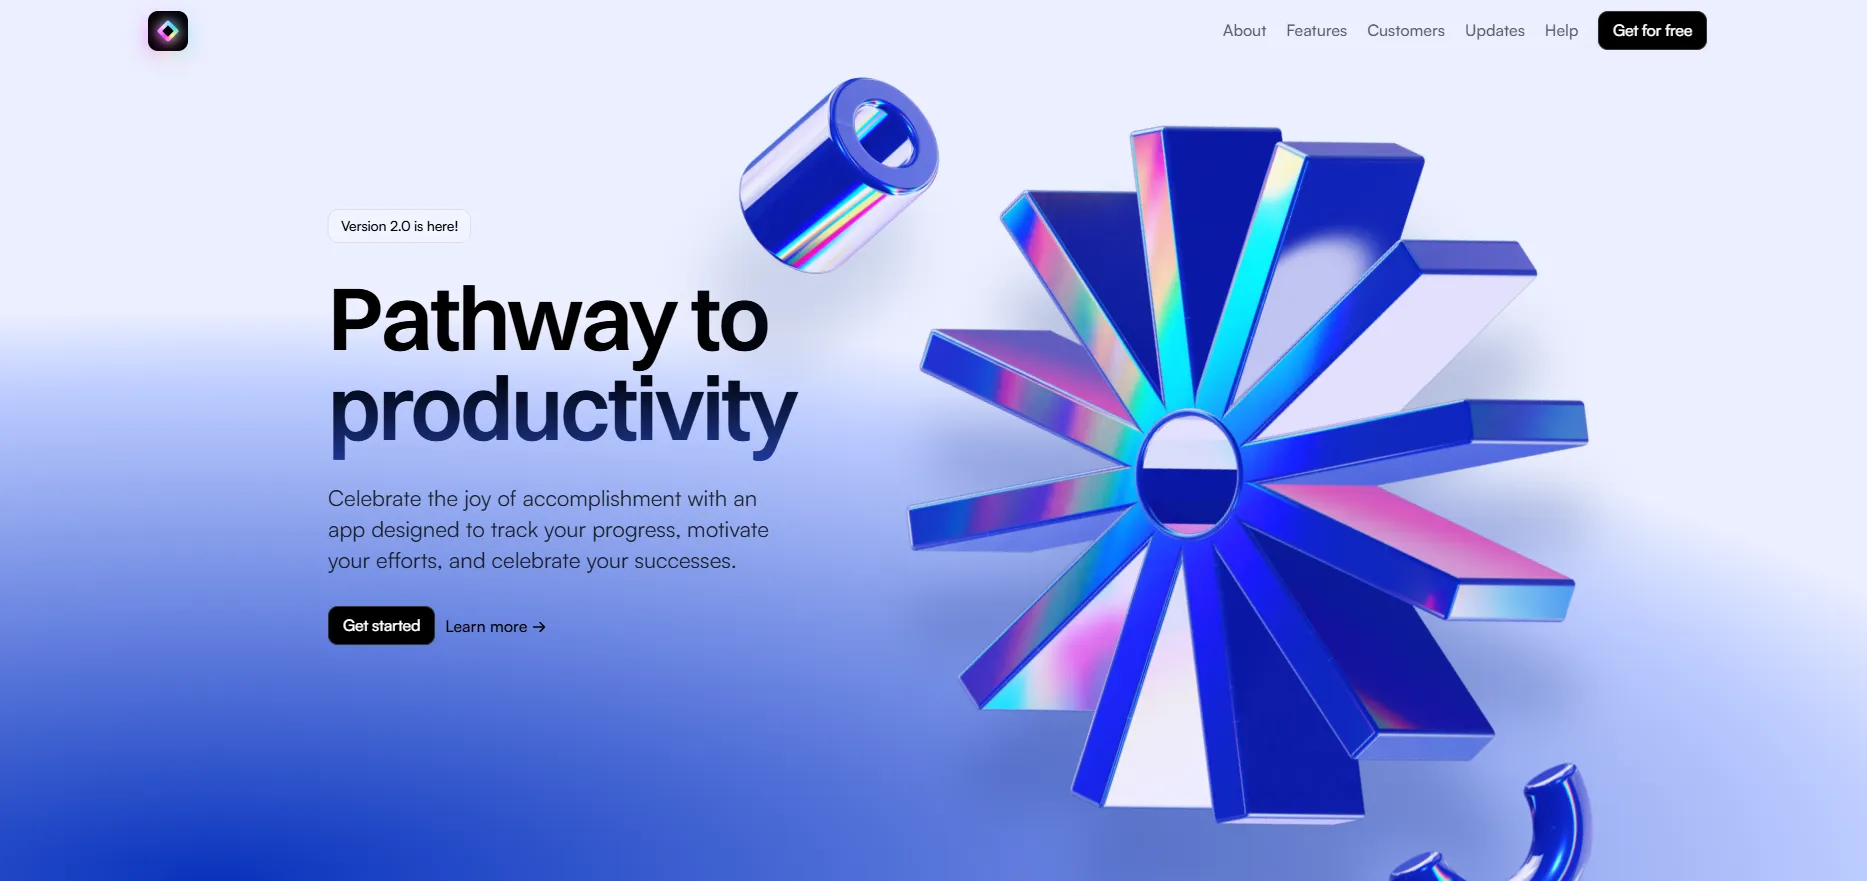 About
Features
Customers
Updates
Help
Get for free
Version 2.0 is here!
Pathway to
productivity
Celebrate the joy of accomplishment with an
app designed to track your progress, motivate
your efforts, and celebrate your successes.
Get started
Learn more →